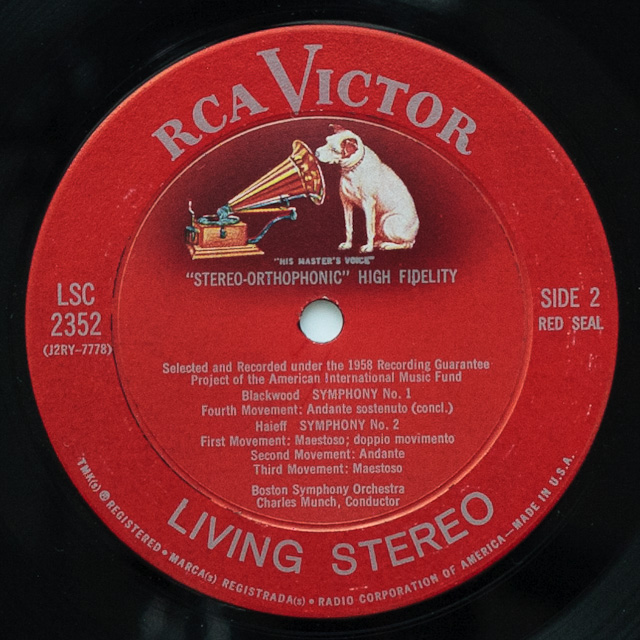 RCA VICTOR
"HIS MASTER'S VOICE"
"STEREO-ORTHOPHONIC" HIGH FIDELITY
LSC
2352
(J2RY-7778)
SIDE 2
RED SEAL
Selected and Recorded under the 1958 Recording Guarantee
Project of the American International Music Fund
Blackwood SYMPHONY No. 1
Fourth Movement: Andante sostenuto (concl.)
Haieff SYMPHONY No. 2
First Movement: Maestoso; doppio movimento
Second Movement: Andante
Third Movement: Maestoso
Boston Symphony Orchestra
Charles Munch, Conductor
LIVING STEREO
TMK(s) ® REGISTERED • MARCA(s) REGISTRADA(s) • RADIO CORPORATION OF AMERICA—MADE IN U.S.A.